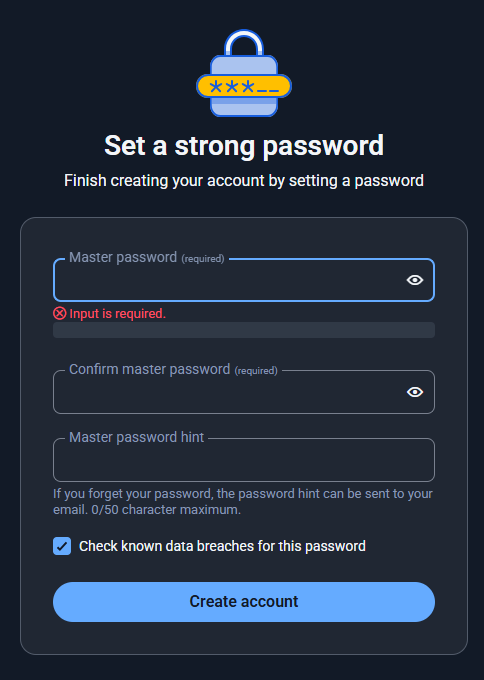 ***__
Set a strong password
Finish creating your account by setting a password
Master password (required)
Input is required.
Confirm master password (required)
Master password hint
If you forget your password, the password hint can be sent to your
email. 0/50 character maximum.
Check known data breaches for this password
Create account